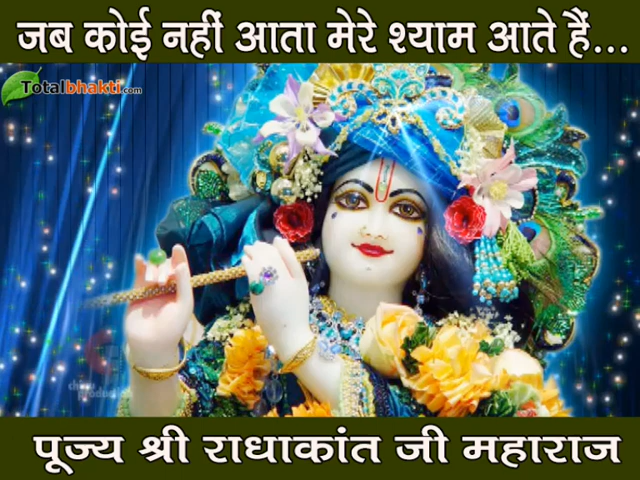 जब कोई नहीं आता मेरे श्याम आते हैं...
Totalbhakti.com
पूज्य श्री राधाकांत जी महाराज